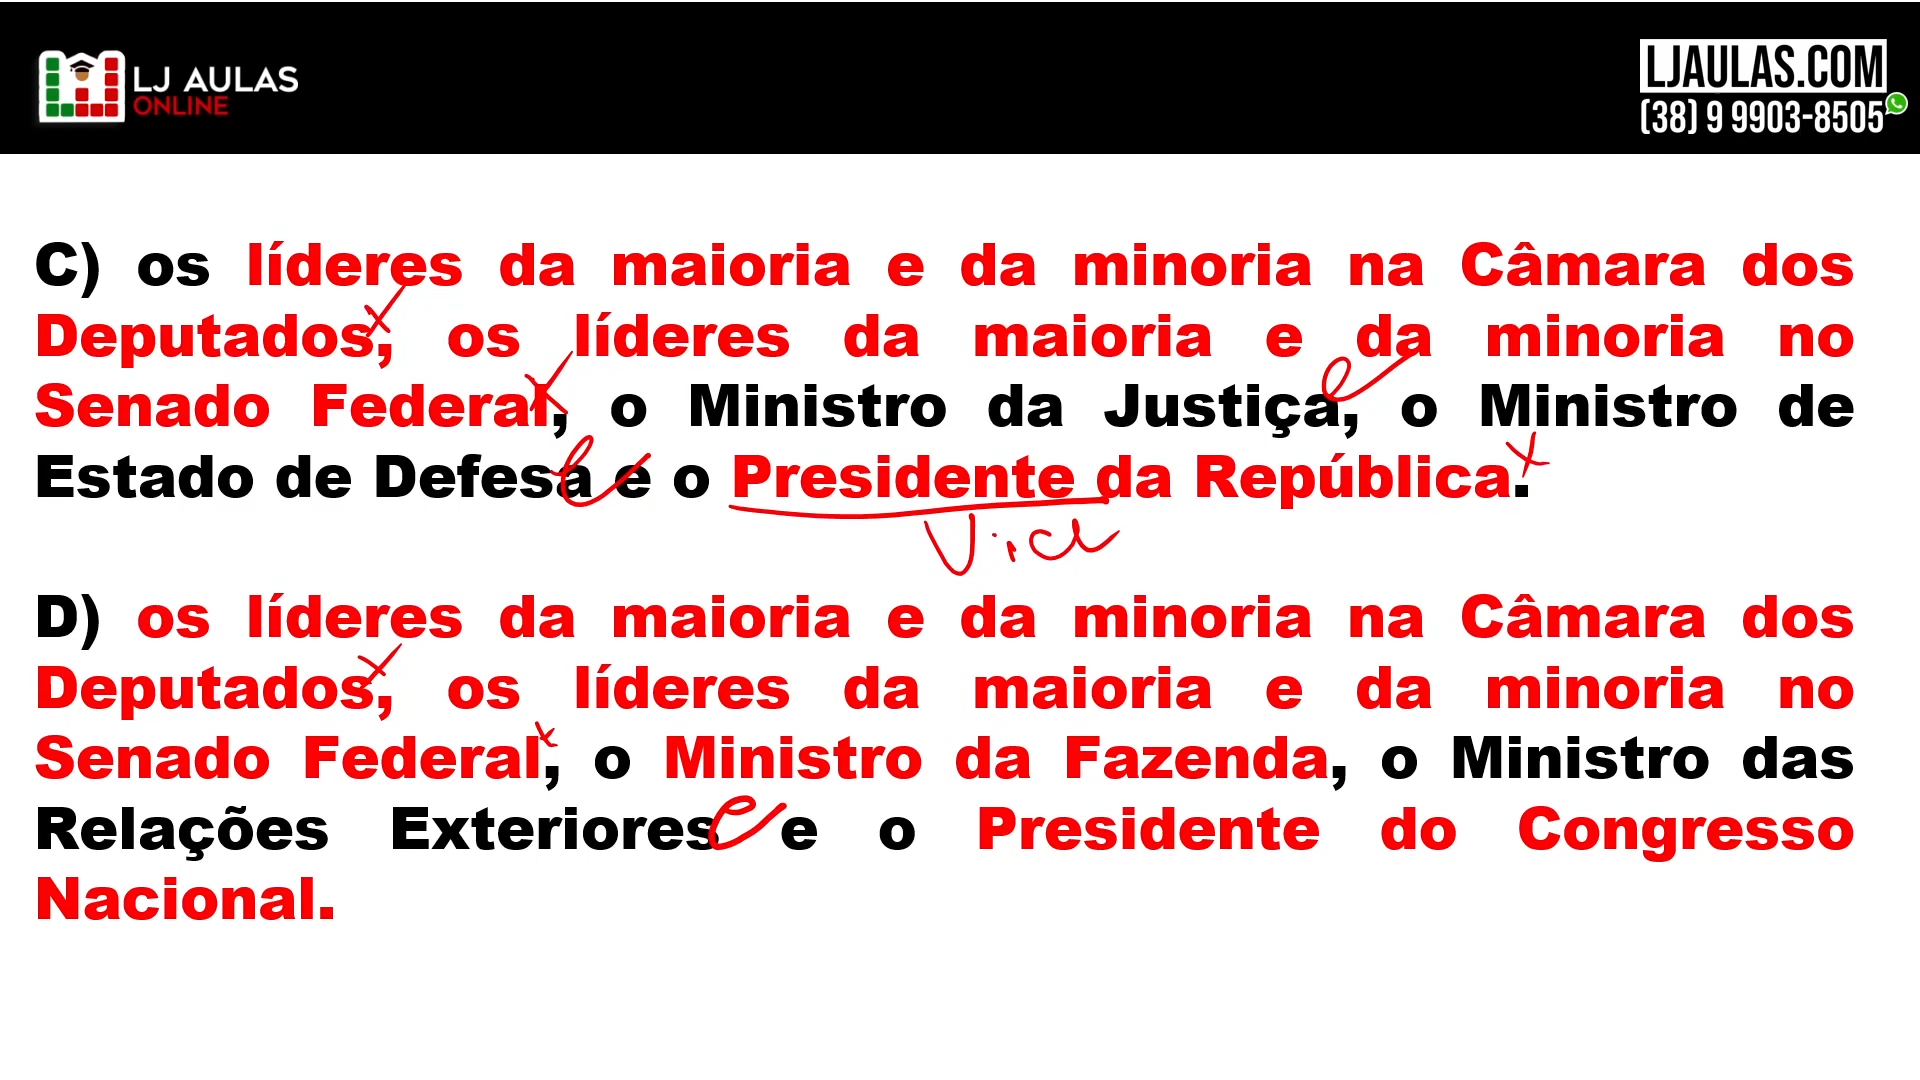 LJ AULAS
ONLINE
LJAULAS.COM
(38) 9 9903-8505
C) os líderes da maioria e da minoria na Câmara dos
Deputados, os líderes da maioria e da minoria no
Senado Federal, o Ministro da Justiça, o Ministro de
Estado de Defesa e o Presidente da República.
Vice
D) os líderes da maioria e da minoria na Câmara dos
Deputados, os líderes da maioria e da minoria no
Senado Federal, o Ministro da Fazenda, o Ministro das
Relações Exteriores e o Presidente do Congresso
Nacional.